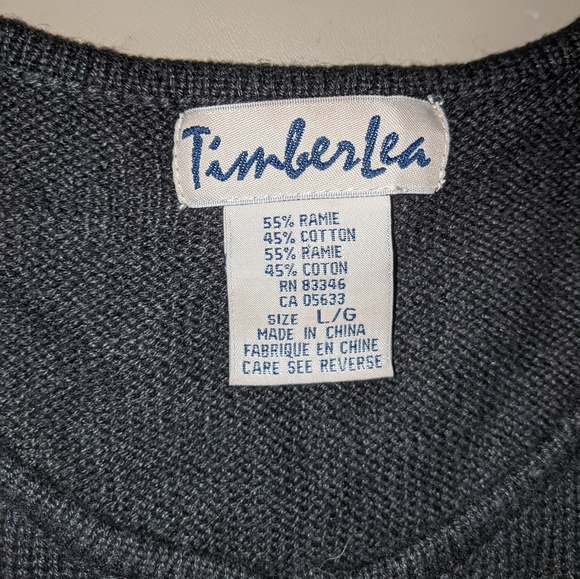 TimberLea
55% RAMIE
45% COTTON
55% RAMIE
45% COTON
RN 83346
CA 05633
SIZE L/G
MADE IN CHINA
FABRIQUE EN CHINE
CARE SEE REVERSE